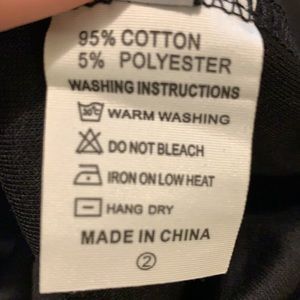 95% COTTON
5% POLYESTER
WASHING INSTRUCTIONS
30°C WARM WASHING
DO NOT BLEACH
IRON ON LOW HEAT
HANG DRY
MADE IN CHINA
2